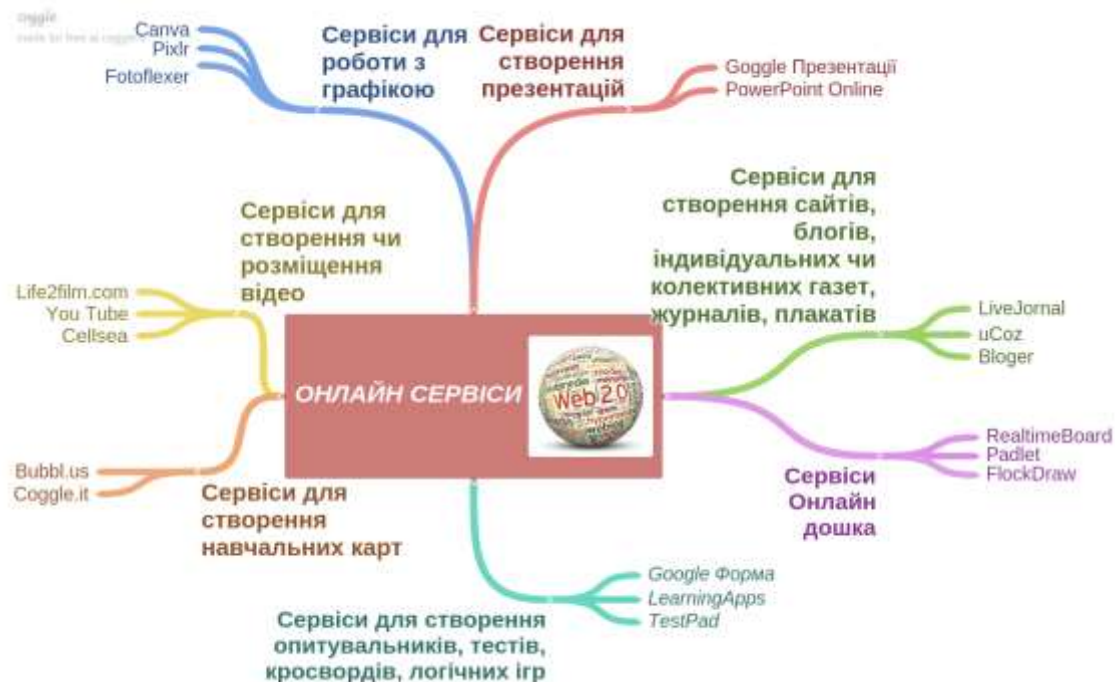 coggle
Canva
Pixlr
Fotoflexer
Сервіси для
роботи з
графікою
Сервіси для
створення
презентацій
Goggle Презентації
PowerPoint Online
Сервіси для
створення сайтів,
блогів,
індивідуальних чи
колективних газет,
журналів, плакатів
LiveJornal
uCoz
Bloger
Сервіси для
створення чи
розміщення
відео
Life2film.com
You Tube
Cellsea
ОНЛАЙН СЕРВІСИ
Web 2.0
RealtimeBoard
Padlet
FlockDraw
Сервіси
Онлайн
дошка
Bubbl.us
Coggle.it
Сервіси для
створення
навчальних карт
Google Форма
LearningApps
TestPad
Сервіси для створення
опитувальників, тестів,
кросвордів, логічних ігр